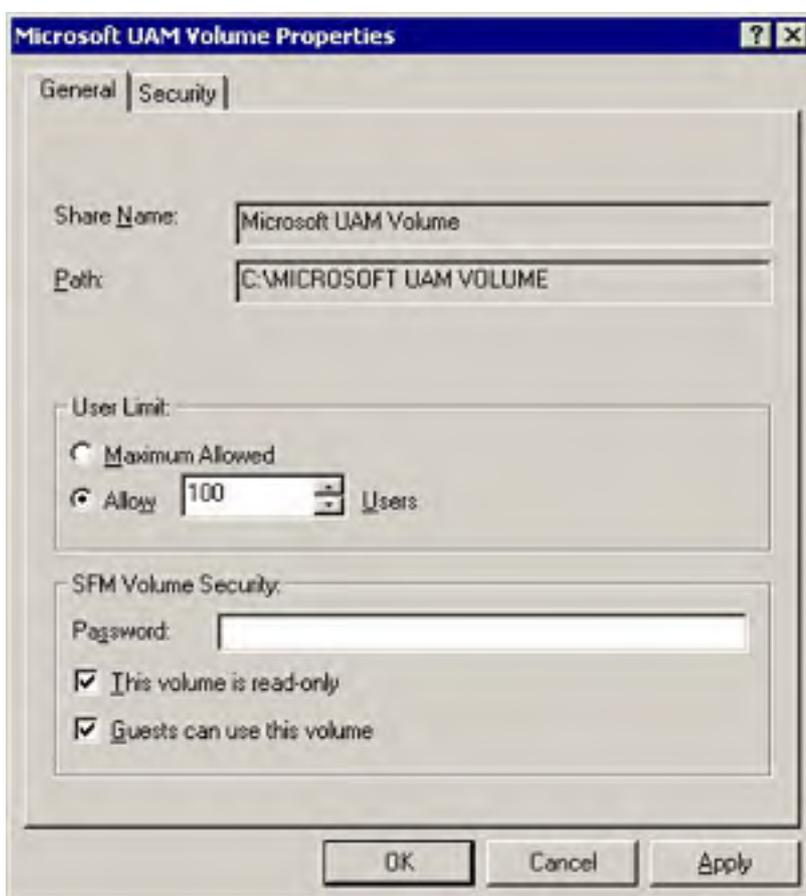 Microsoft UAM Volume Properties
General
Security
Share Name: Microsoft UAM Volume
Path: C:\MICROSOFT UAM VOLUME
User Limit:
Maximum Allowed
Allow 100 Users
SFM Volume Security:
Password:
This volume is read-only
Guests can use this volume
OK Cancel Apply